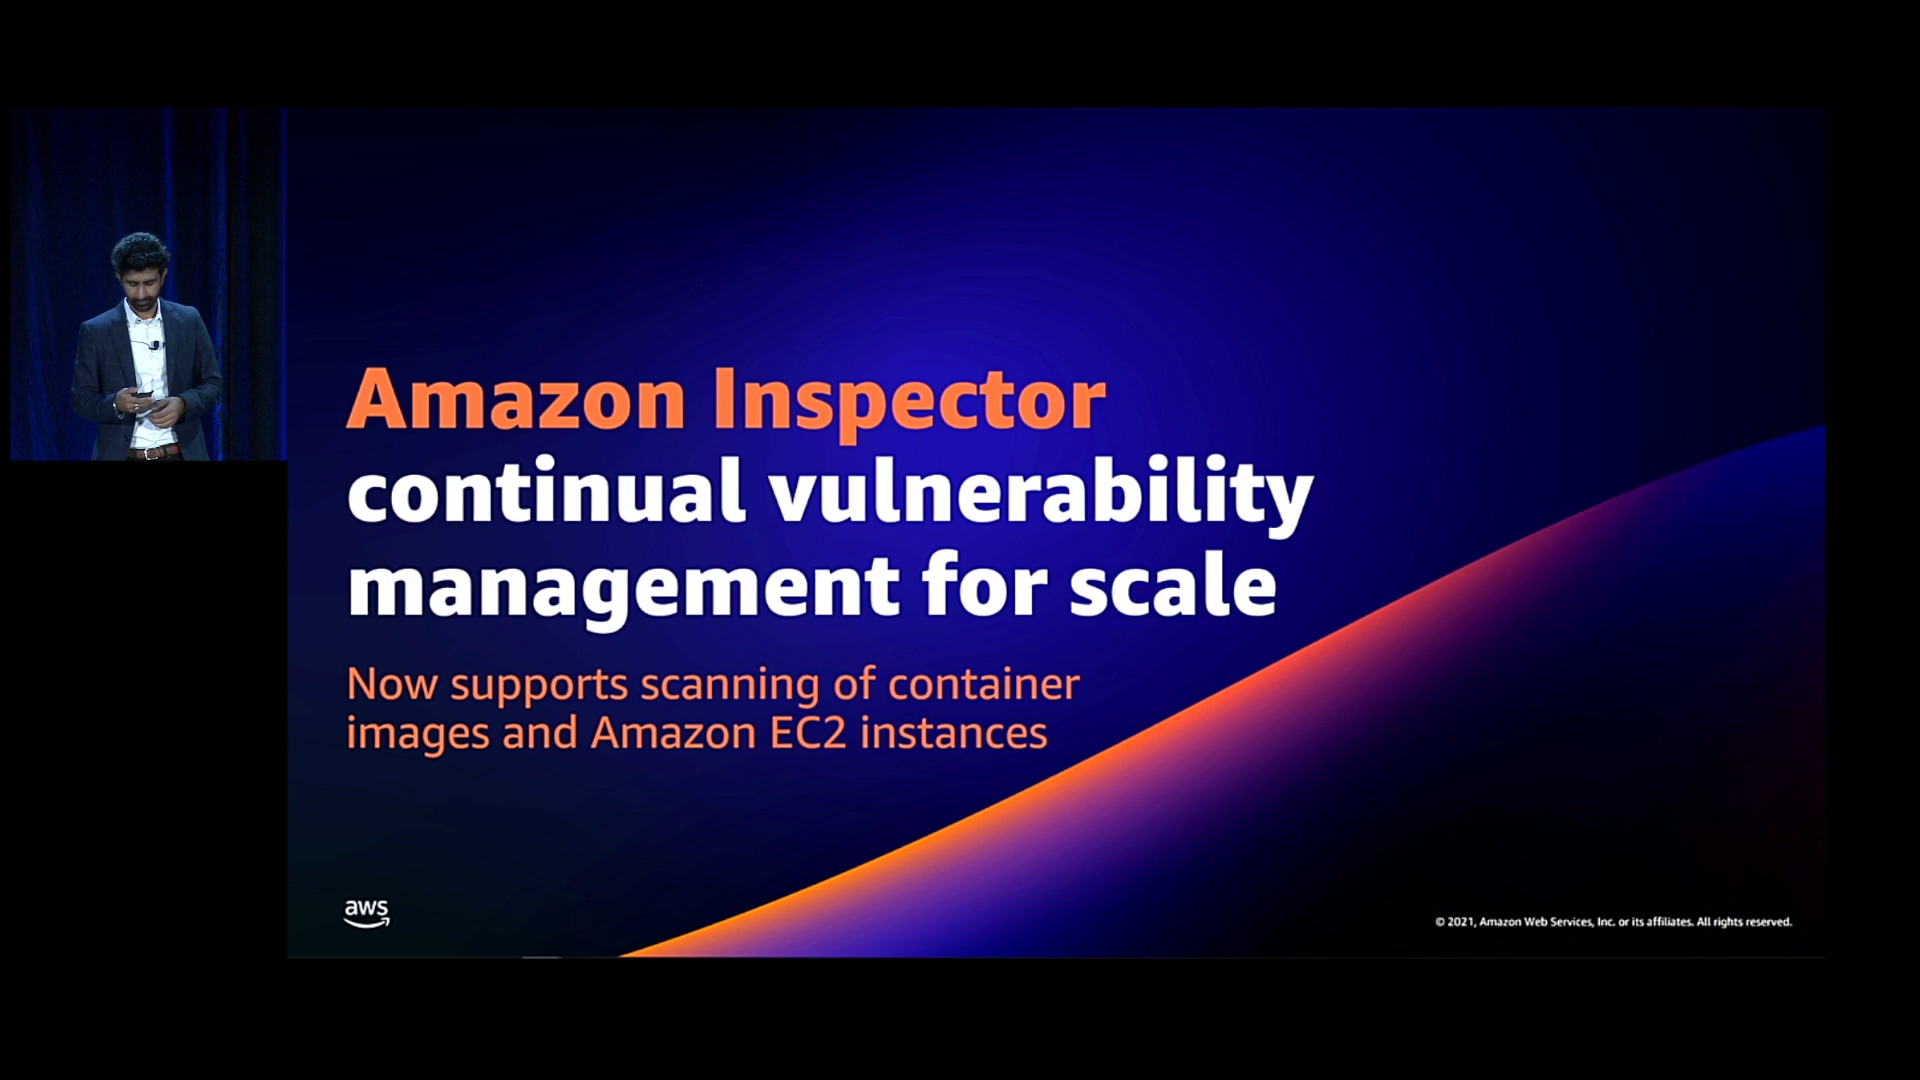 Amazon Inspector
continual vulnerability
management for scale
Now supports scanning of container
images and Amazon EC2 instances
aws
© 2021, Amazon Web Services, Inc. or its affiliates. All rights reserved.